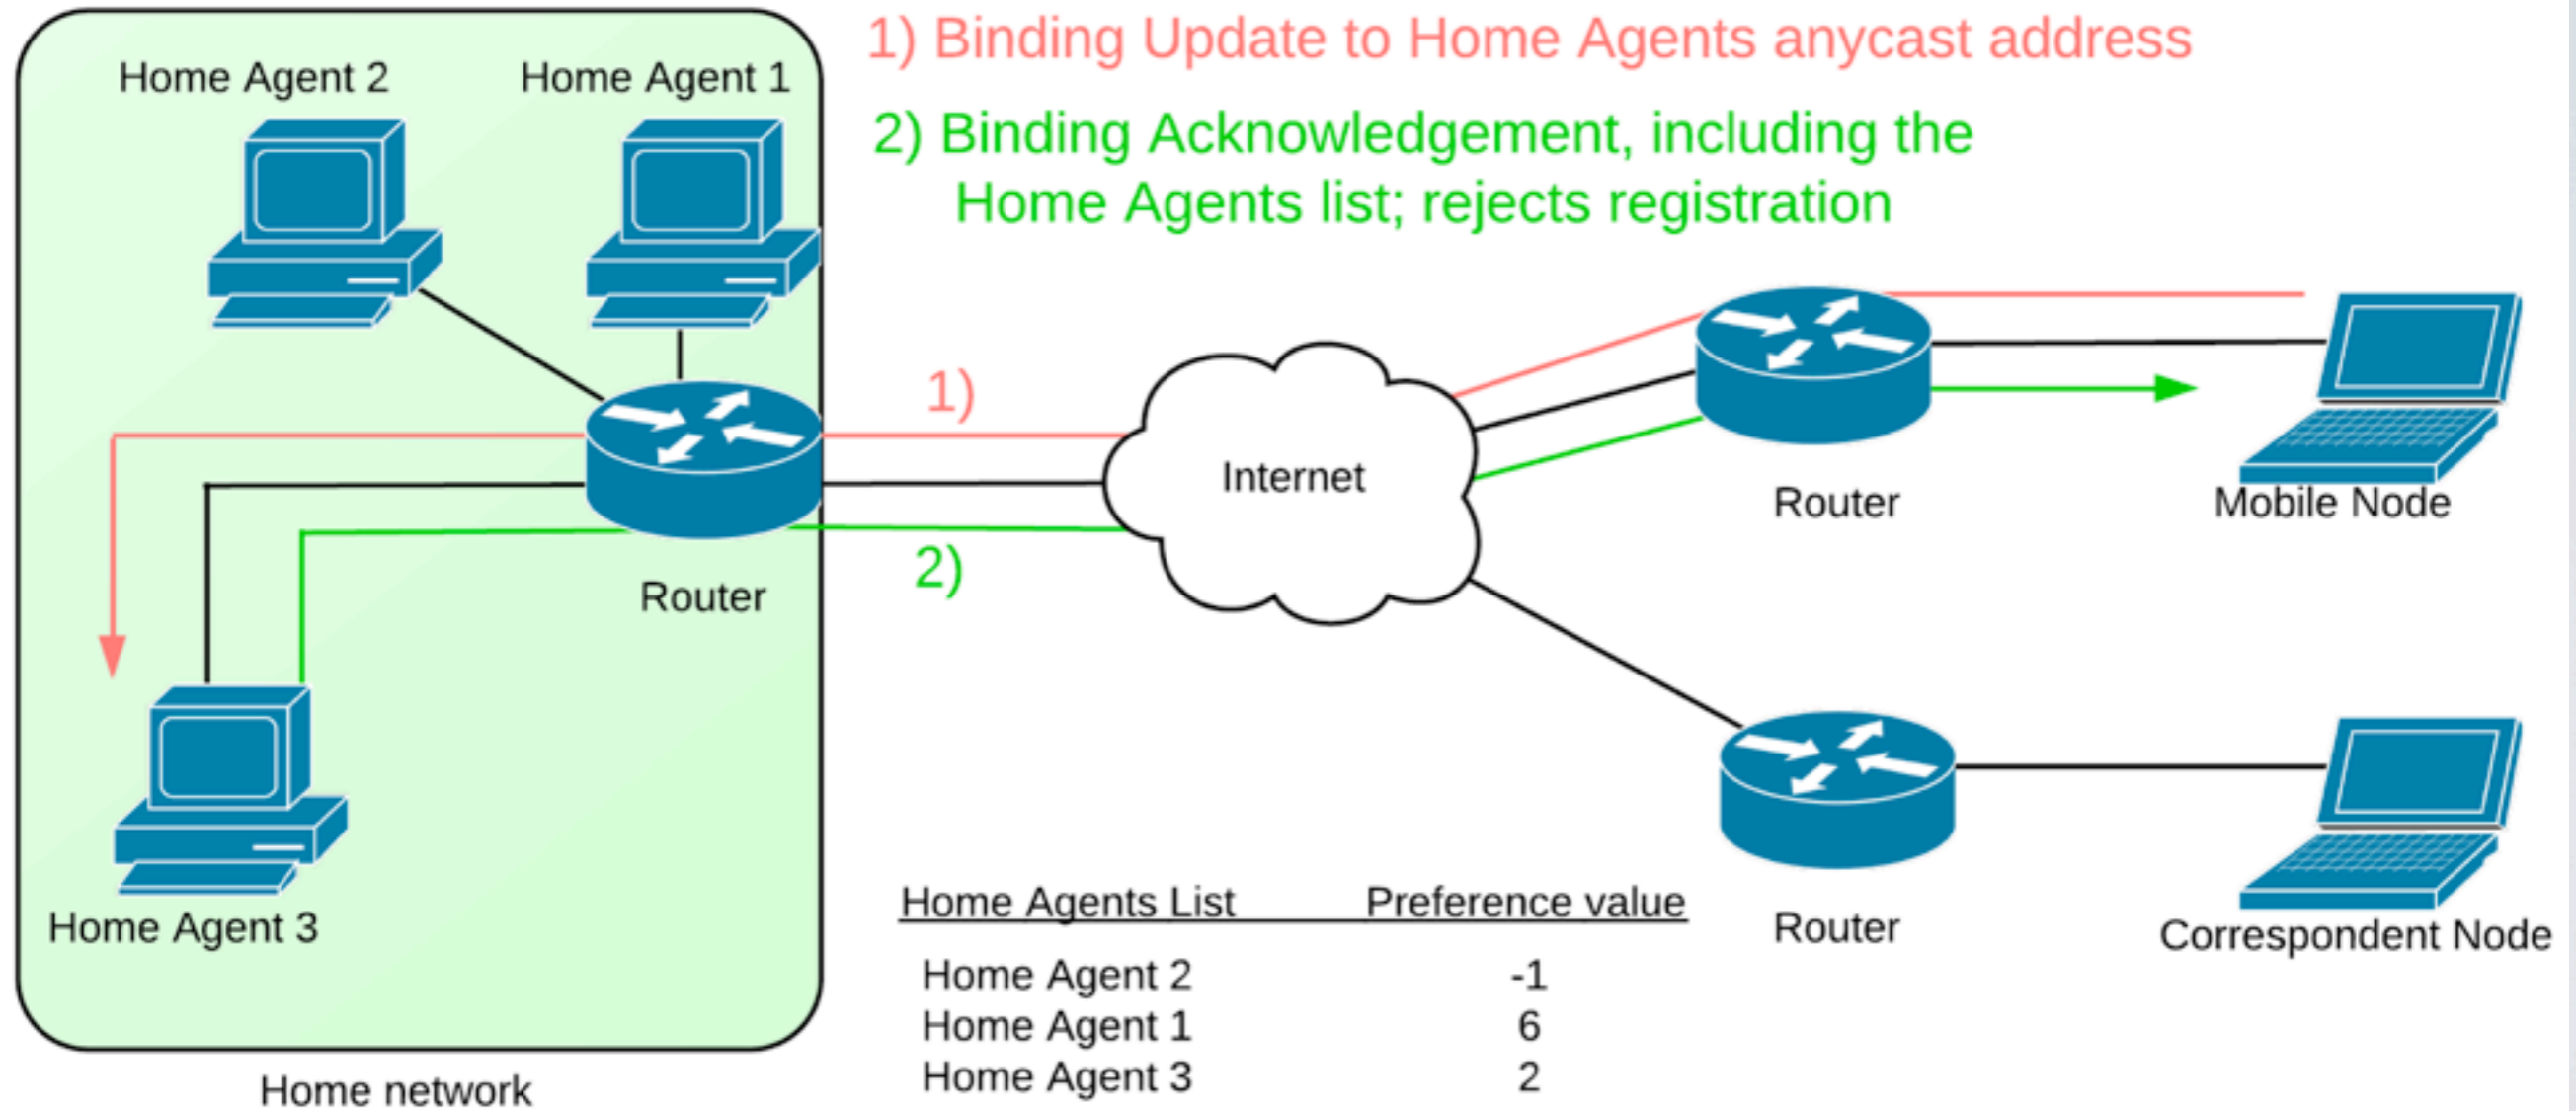 1) Binding Update to Home Agents anycast address
2) Binding Acknowledgement, including the
Home Agents list; rejects registration
Home Agent 2
Home Agent 1
1)
2)
Internet
Router
Router
Mobile Node
Home Agent 3
Router
Correspondent Node
Home Agents List Preference value
Home Agent 2 -1
Home Agent 1 6
Home Agent 3 2
Home network